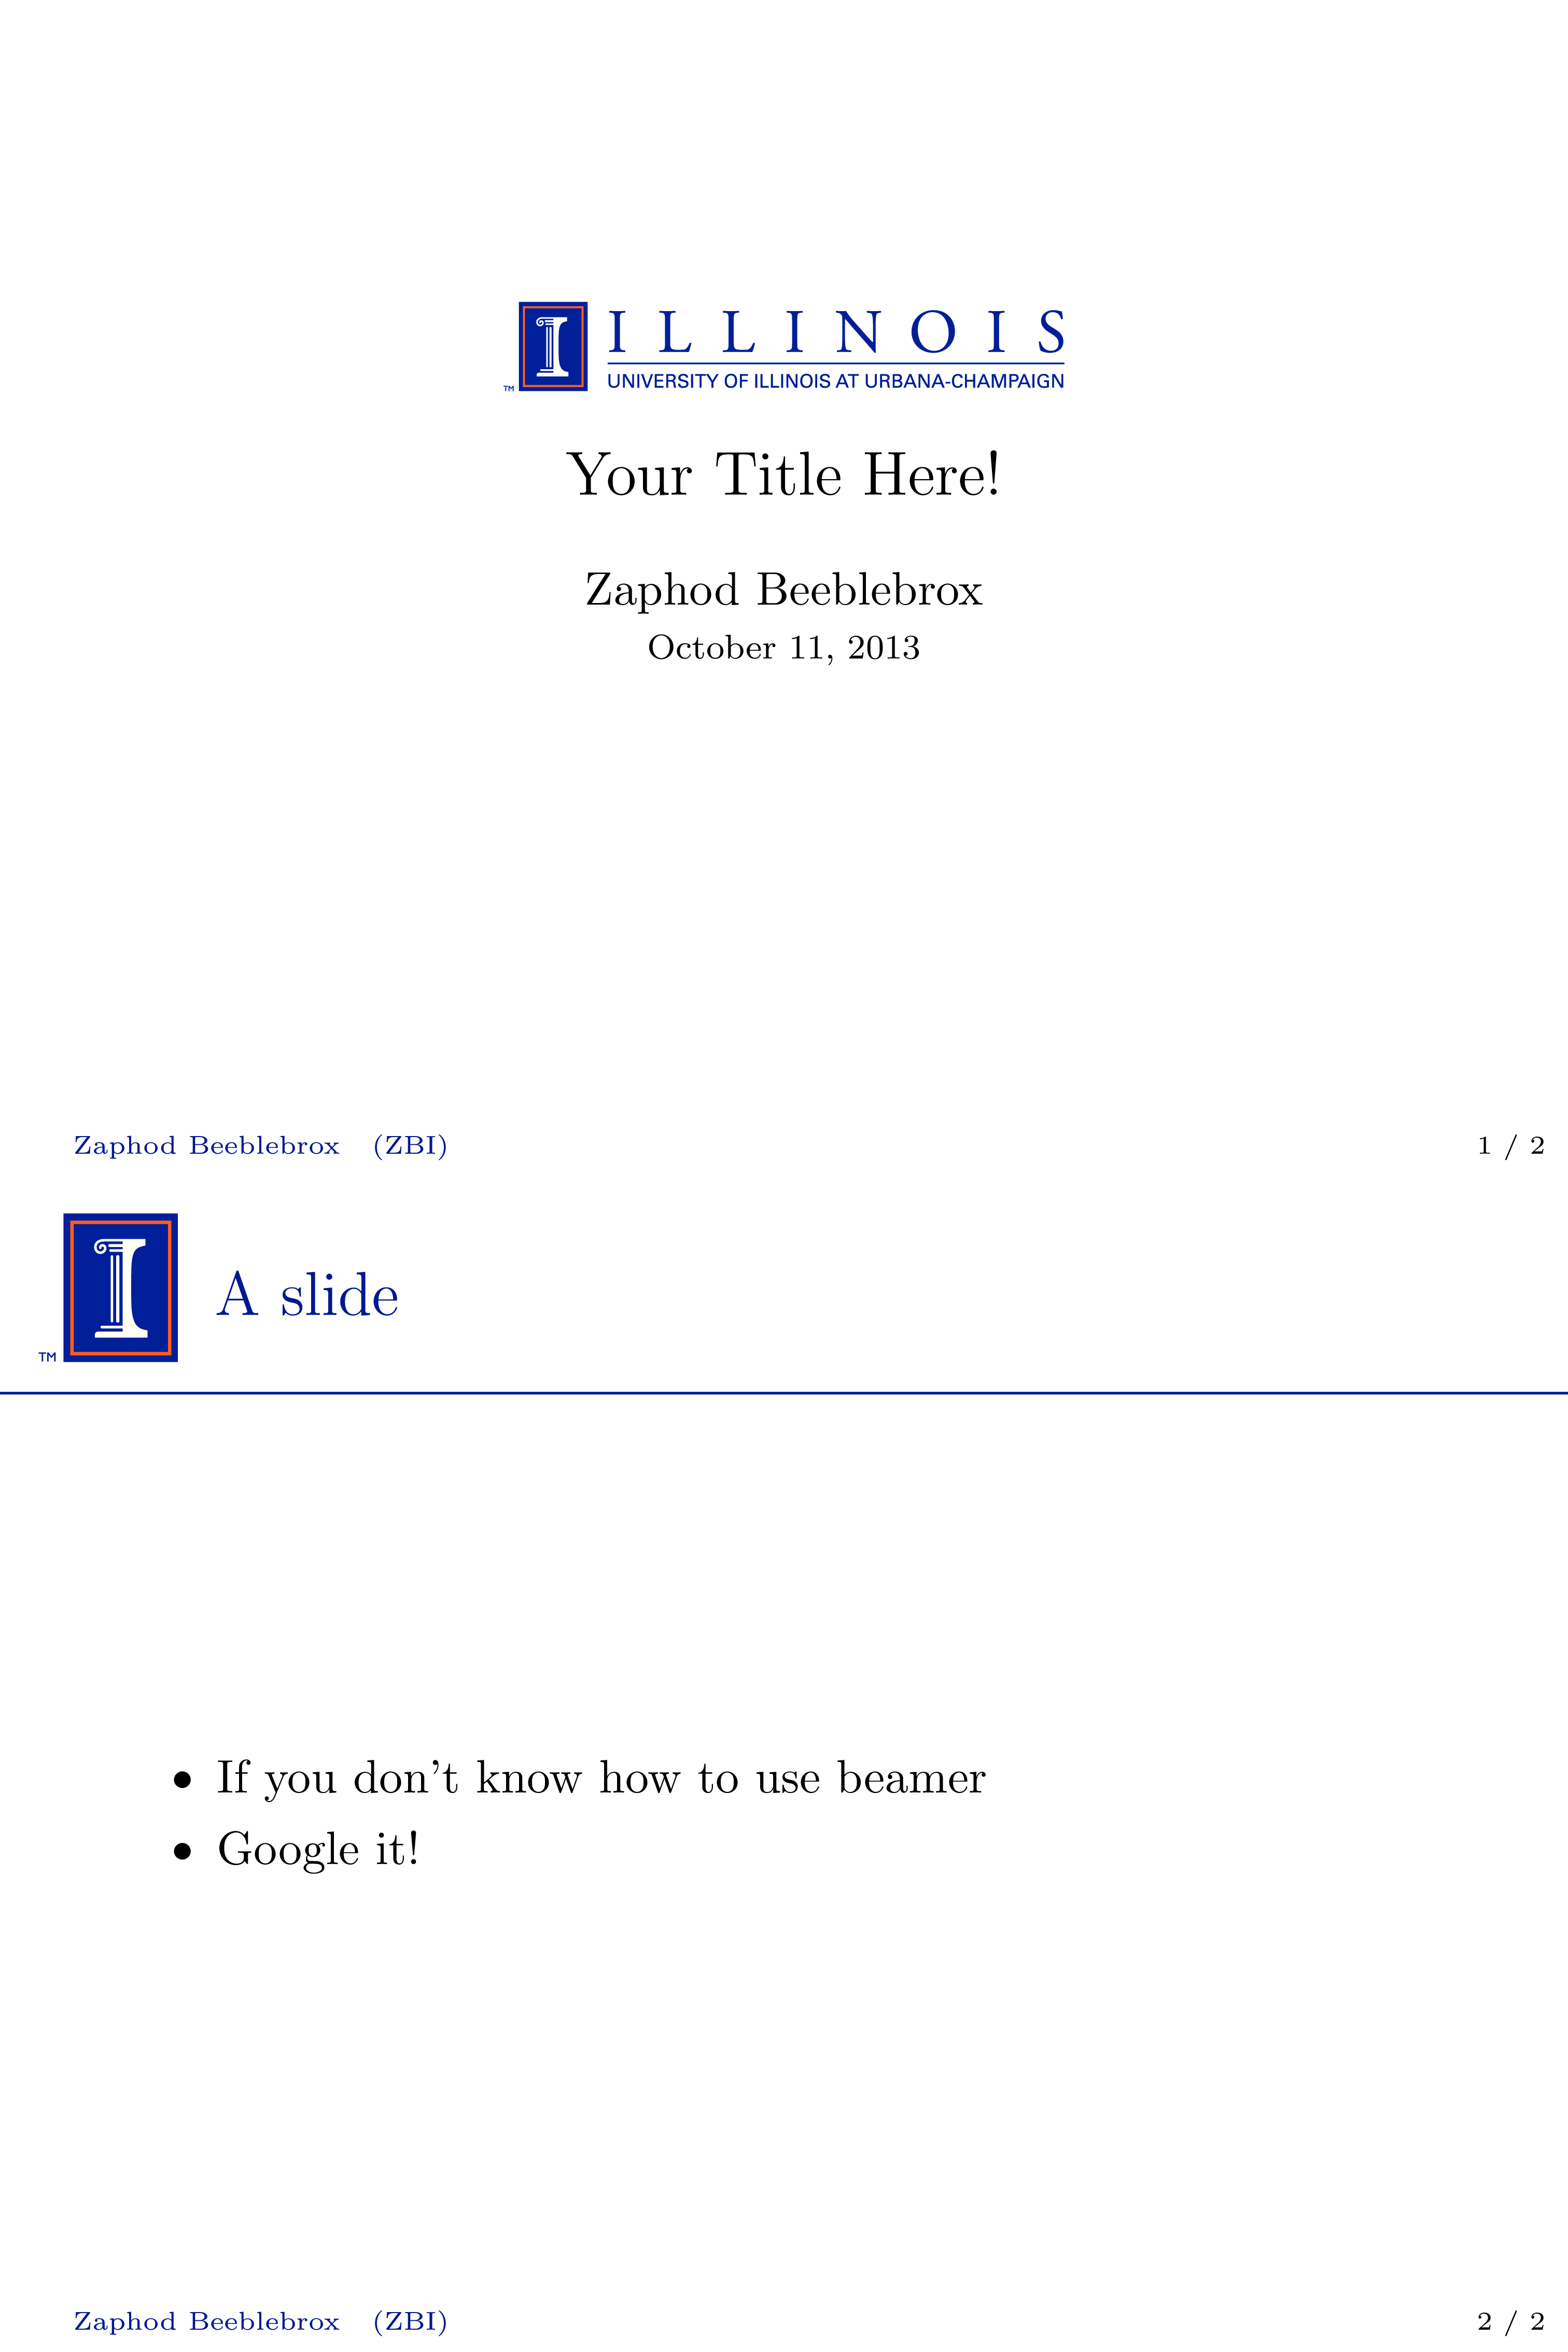 I L L I N O I S
™ UNIVERSITY OF ILLINOIS AT URBANA-CHAMPAIGN
Your Title Here!
Zaphod Beeblebrox
October 11, 2013
Zaphod Beeblebrox (ZBI) 1 / 2
I
A slide
™
• If you don't know how to use beamer
• Google it!
Zaphod Beeblebrox (ZBI) 2 / 2